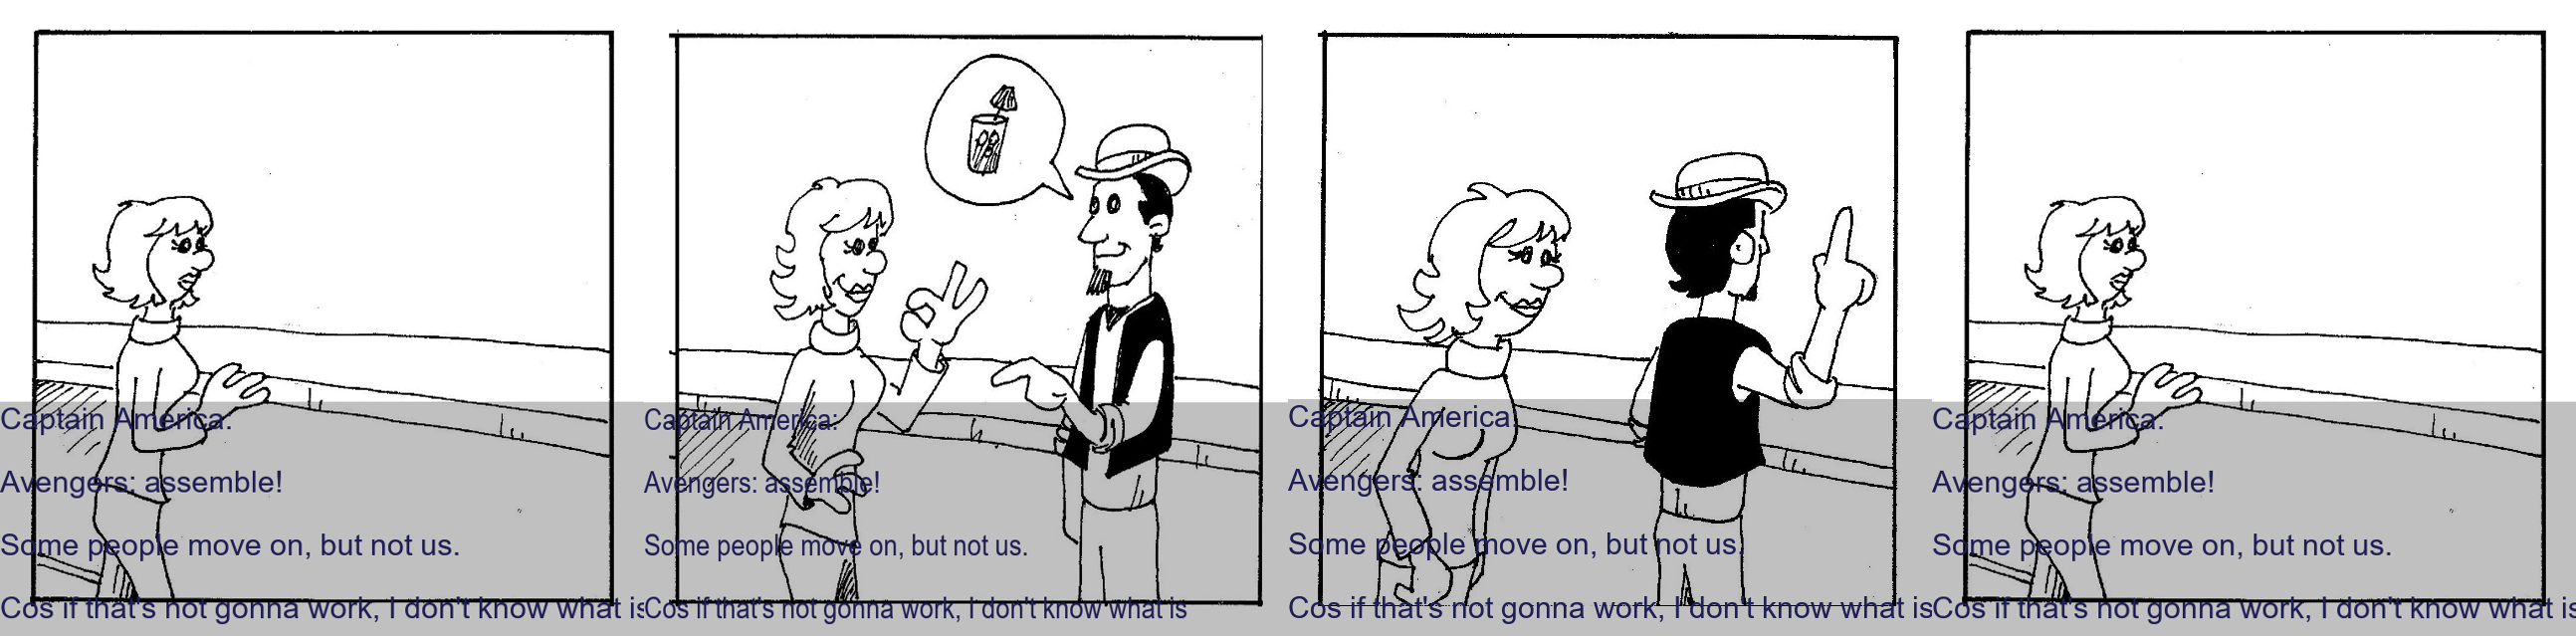 Captain America:
Avengers: assemble!
Some people move on, but not us.
Cos if that's not gonna work, I don't know what is
Captain America:
Avengers: assemble!
Some people move on, but not us.
Cos if that's not gonna work, I don't know what is
Captain America:
Avengers: assemble!
Some people move on, but not us.
Cos if that's not gonna work, I don't know what is
Captain America:
Avengers: assemble!
Some people move on, but not us.
Cos if that's not gonna work, I don't know what is